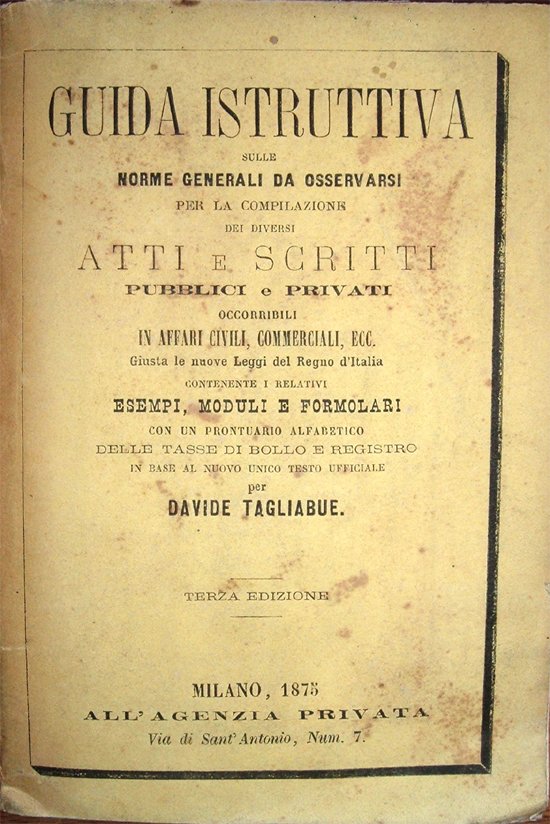 GUIDA ISTRUTTIVA
SULLE
NORME GENERALI DA OSSERVARSI
PER LA COMPILAZIONE
DEI DIVERSI
ATTI E SCRITTI
PUBBLICI e PRIVATI
OCCORRIBILI
IN AFFARI CIVILI, COMMERCIALI, ECC.
Giusta le nuove Leggi del Regno d'Italia
CONTENENTE I RELATIVI
ESEMPI, MODULI E FORMOLARI
CON UN PRONTUARIO ALFABETICO
DELLE TASSE DI BOLLO E REGISTRO
IN BASE AL NUOVO UNICO TESTO UFFICIALE
per
DAVIDE TAGLIABUE.
TERZA EDIZIONE
MILANO, 1875
ALL'AGENZIA PRIVATA
Via di Sant'Antonio, Num. 7.